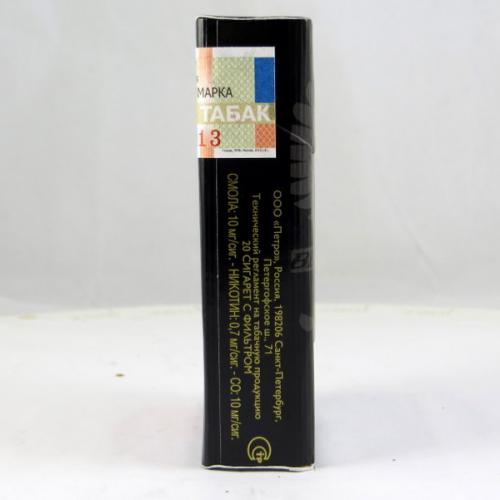 МАРКА
ТАБАК
13
ООО «Петро», Россия, 198206 Санкт-Петербург,
Петергофское ш., 71
Технический регламент на табачную продукцию
20 СИГАРЕТ С ФИЛЬТРОМ
СМОЛА: 10 мг/сиг. - НИКОТИН: 0,7 мг/сиг. - СО: 10 мг/сиг.